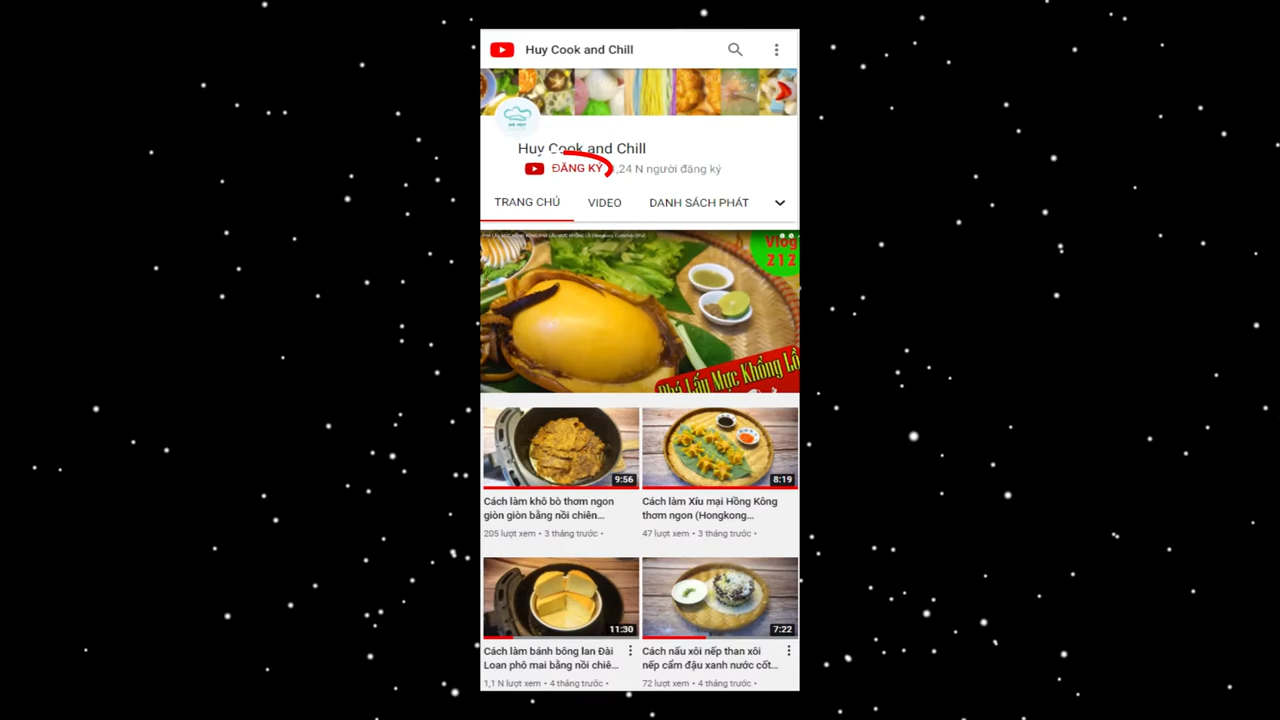 Huy Cook and Chill
Huy Cook and Chill
ĐĂNG KÝ ,24 N người đăng ký
TRANG CHỦ VIDEO DANH SÁCH PHÁT
Vlog
212
Phá Lấu Mực Khổng Lồ
9:56
8:19
Cách làm khô bò thơm ngon
giòn giòn bằng nồi chiên...
205 lượt xem • 3 tháng trước •
Cách làm Xíu mại Hồng Kông
thơm ngon (Hongkong...
47 lượt xem • 3 tháng trước •
11:30
7:22
Cách làm bánh bông lan Đài
Loan phô mai bằng nồi chiê...
1,1 N lượt xem • 4 tháng trước •
Cách nấu xôi nếp than xôi
nếp cẩm đậu xanh nước cốt...
72 lượt xem • 4 tháng trước •